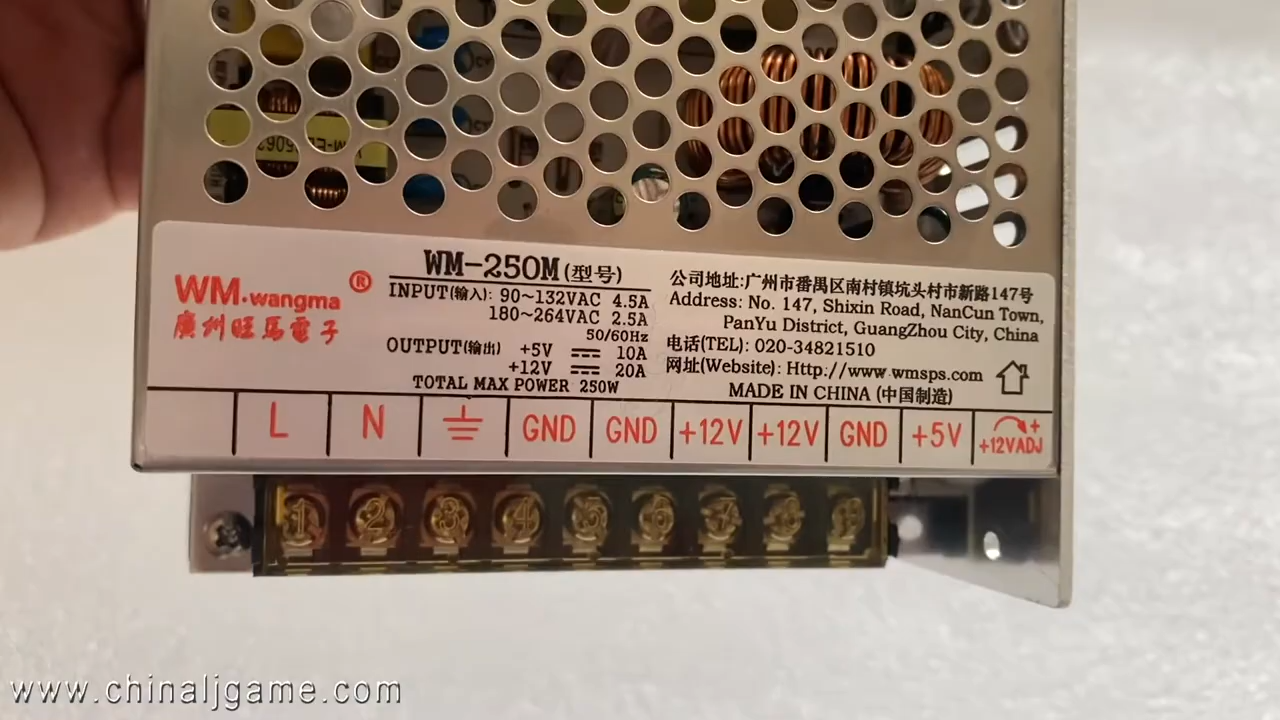 WM-250M(型号)
WM.wangma ®
廣州旺馬電子
INPUT(输入): 90~132VAC 4.5A
180~264VAC 2.5A
50/60Hz
OUTPUT(输出) +5V 10A
+12V 20A
TOTAL MAX POWER 250W
公司地址:广州市番禺区南村镇坑头村市新路147号
Address: No. 147, Shixin Road, NanCun Town,
PanYu District, GuangZhou City, China
电话(TEL): 020-34821510
网址(Website): Http://www.wmsps.com
MADE IN CHINA (中国制造)
L N GND GND +12V +12V GND +5V +12VADJ
1 2 3 4 5 6 7 8 9
www.chinaljgame.com